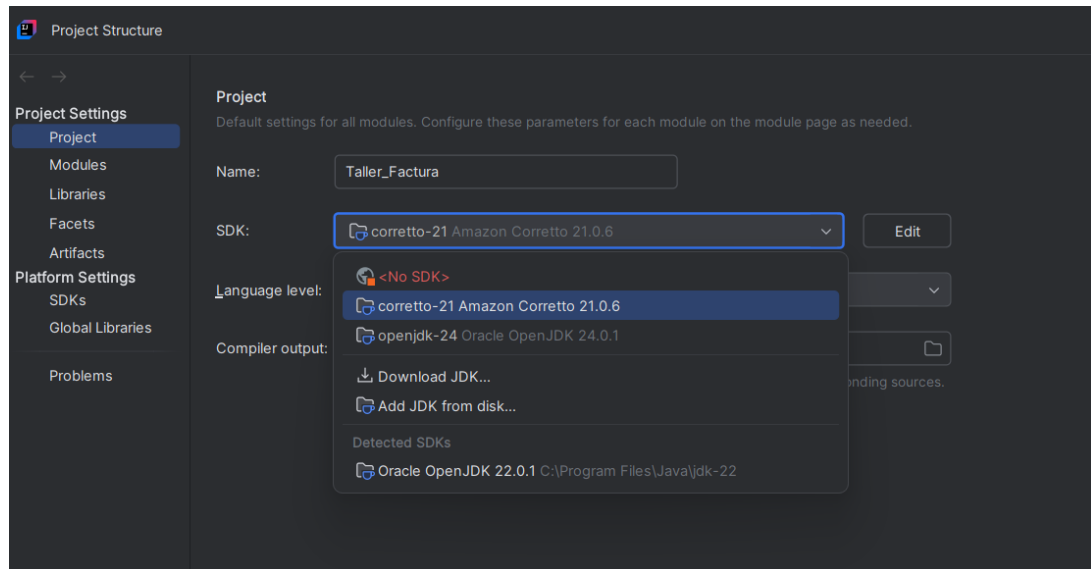 Project Structure
Project Settings
Project
Modules
Libraries
Facets
Artifacts
Platform Settings
SDKs
Global Libraries
Problems
Project
Default settings for all modules. Configure these parameters for each module on the module page as needed.
Name: Taller_Factura
SDK: corretto-21 Amazon Corretto 21.0.6 Edit
<No SDK>
Language level:
corretto-21 Amazon Corretto 21.0.6
openjdk-24 Oracle OpenJDK 24.0.1
Compiler output:
Download JDK...
onding sources.
Add JDK from disk...
Detected SDKs
Oracle OpenJDK 22.0.1 C:\Program Files\Java\jdk-22